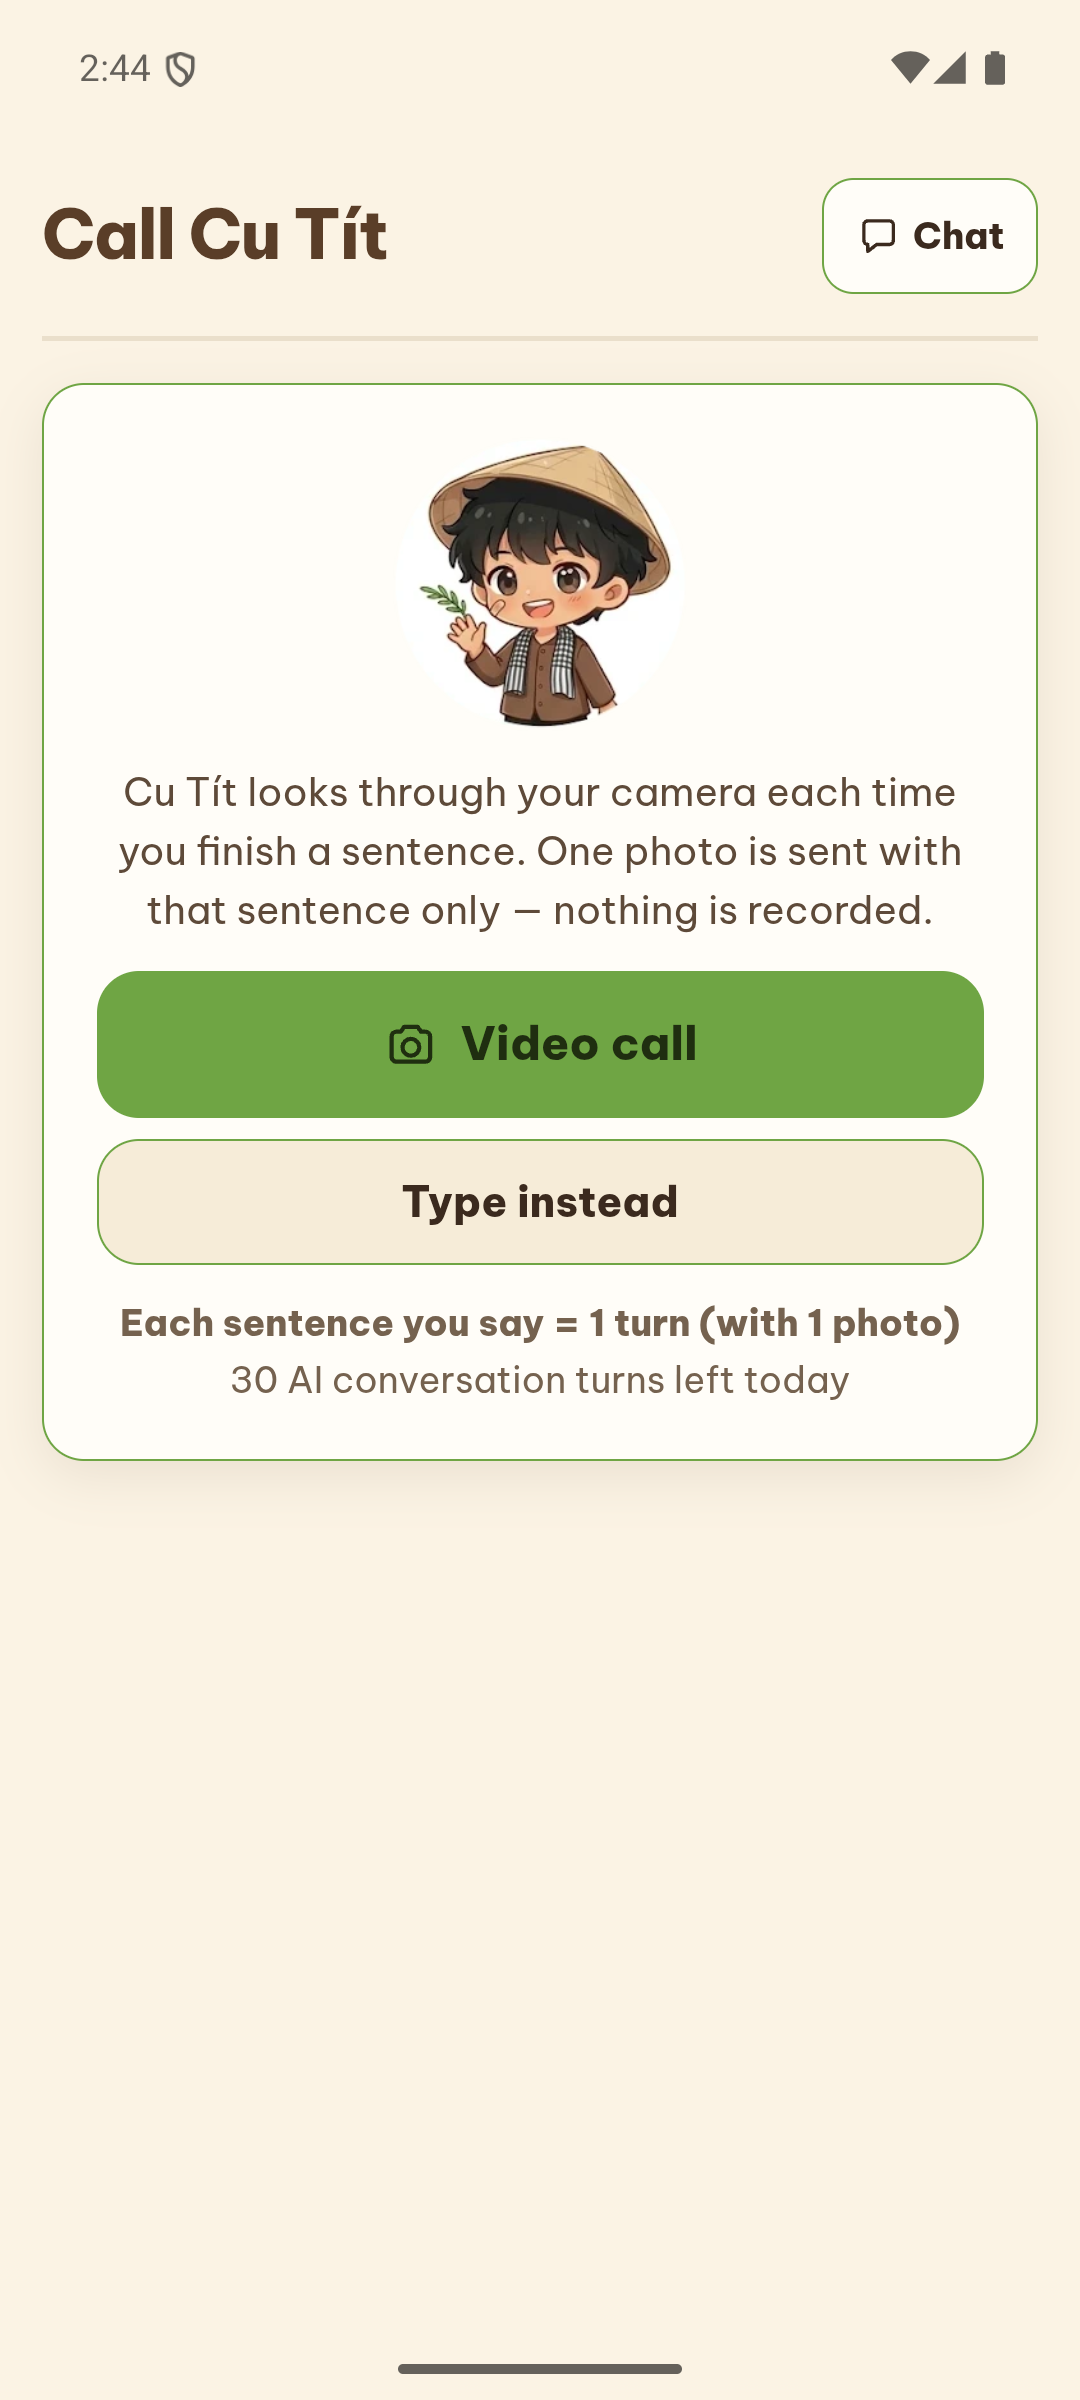 2:44
Call Cu Tít
Chat
Cu Tít looks through your camera each time
you finish a sentence. One photo is sent with
that sentence only — nothing is recorded.
Video call
Type instead
Each sentence you say = 1 turn (with 1 photo)
30 AI conversation turns left today